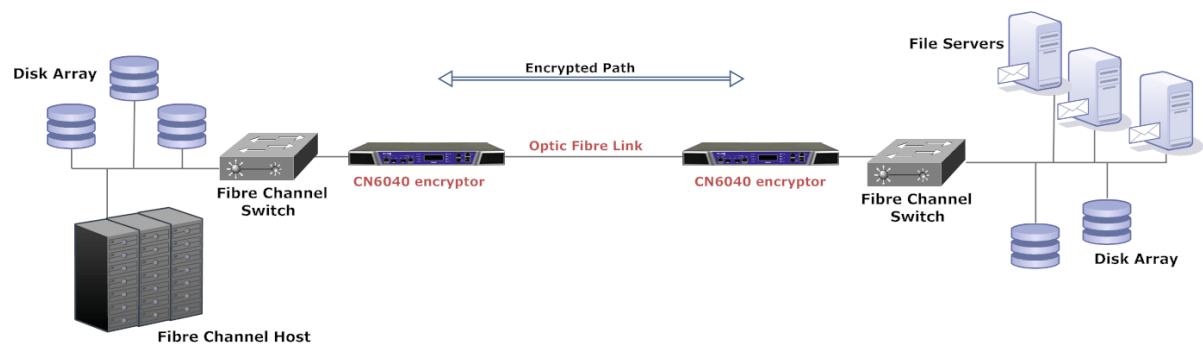 File Servers
Disk Array
Encrypted Path
Optic Fibre Link
CN6040 encryptor
CN6040 encryptor
Fibre Channel
Switch
Fibre Channel
Switch
Disk Array
Fibre Channel Host